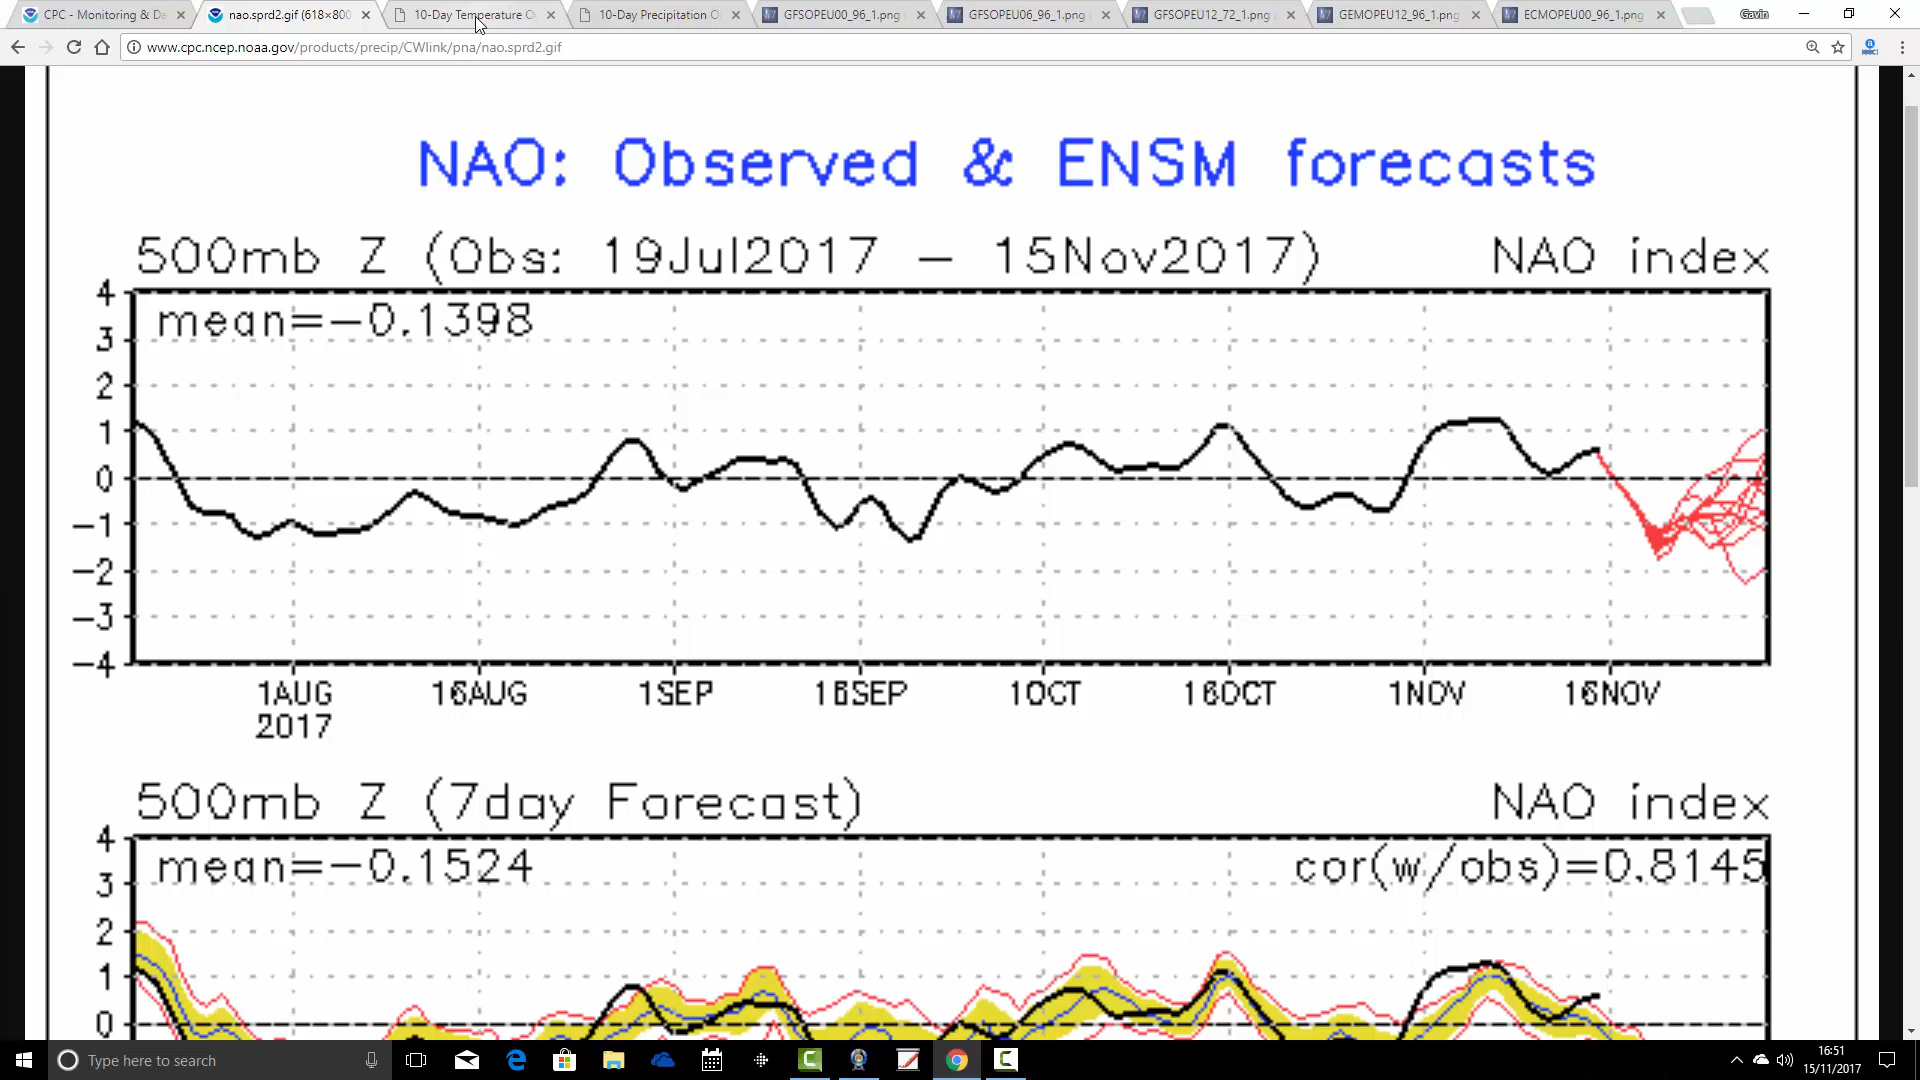 CPC - Monitoring & Da
nao.sprd2.gif (618×800
10-Day Temperature O
10-Day Precipitation O
GFSOPEU00_96_1.png
GFSOPEU06_96_1.png
GFSOPEU12_72_1.png
GEMOPEU12_96_1.png
ECMOPEU00_96_1.png
Gavin
www.cpc.ncep.noaa.gov/products/precip/CWlink/pna/nao.sprd2.gif
NAO: Observed & ENSM forecasts
500mb Z (Obs: 19Jul2017 – 15Nov2017) NAO index
mean=-0.1398
4
3
2
1
0
-1
-2
-3
-4
1AUG 16AUG 1SEP 16SEP 1OCT 16OCT 1NOV 16NOV
2017
500mb Z (7day Forecast) NAO index
mean=-0.1524 cor(w/obs)=0.8145
4
3
2
1
0
Type here to search
16:51
15/11/2017